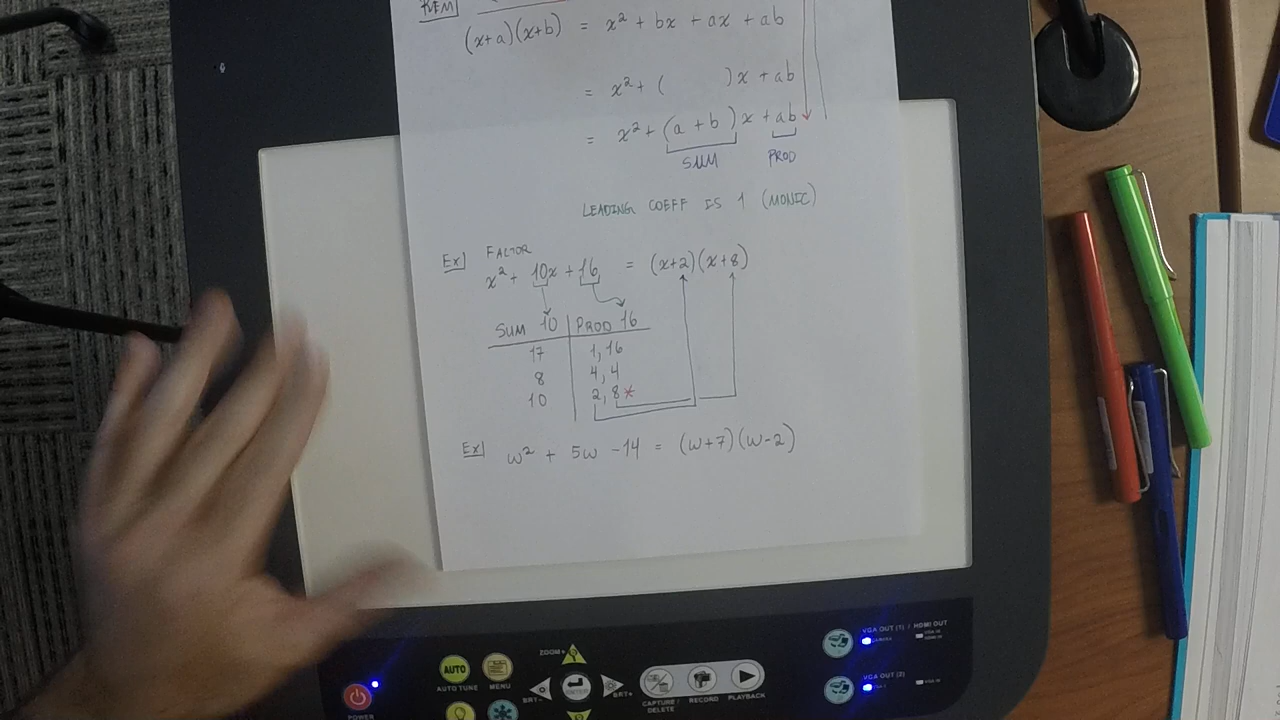 REM
(x+a)(x+b) = x² + bx + ax + ab
= x² + ( )x + ab
= x² + (a + b)x + ab
SUM PROD
LEADING COEFF IS 1 (MONIC)
Ex] FACTOR
x² + 10x + 16 = (x+2)(x+8)
SUM 10 | PROD 16
17 | 1, 16
8 | 4, 4
10 | 2, 8 *
Ex] w² + 5w - 14 = (w+7)(w-2)
VGA OUT (1) / HDMI OUT
ZOOM+
AUTO
AUTO TUNE
MENU
BRT-
BRT+
CAPTURE/
DELETE
RECORD
PLAYBACK
VGA OUT (2)
POWER